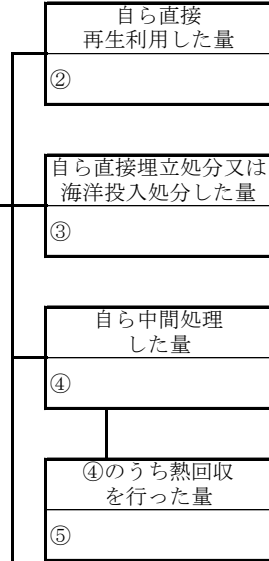 自ら直接
再生利用した量
②
自ら直接埋立処分又は
海洋投入処分した量
③
自ら中間処理
した量
④
④のうち熱回収
を行った量
⑤